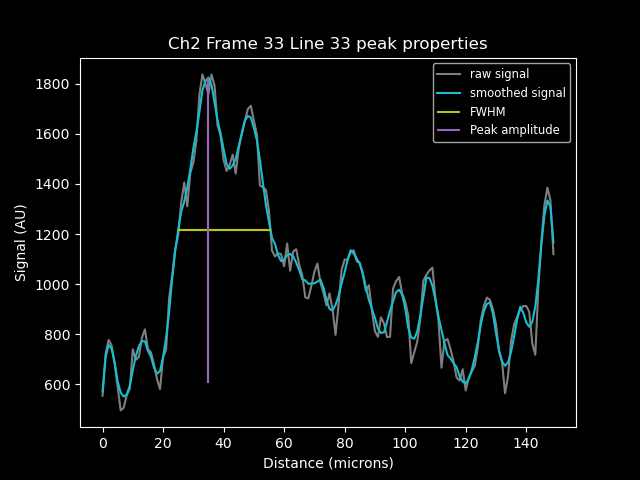 Ch2 Frame 33 Line 33 peak properties
raw signal
smoothed signal
FWHM
Peak amplitude
Signal (AU)
1800
1600
1400
1200
1000
800
600
0 20 40 60 80 100 120 140
Distance (microns)